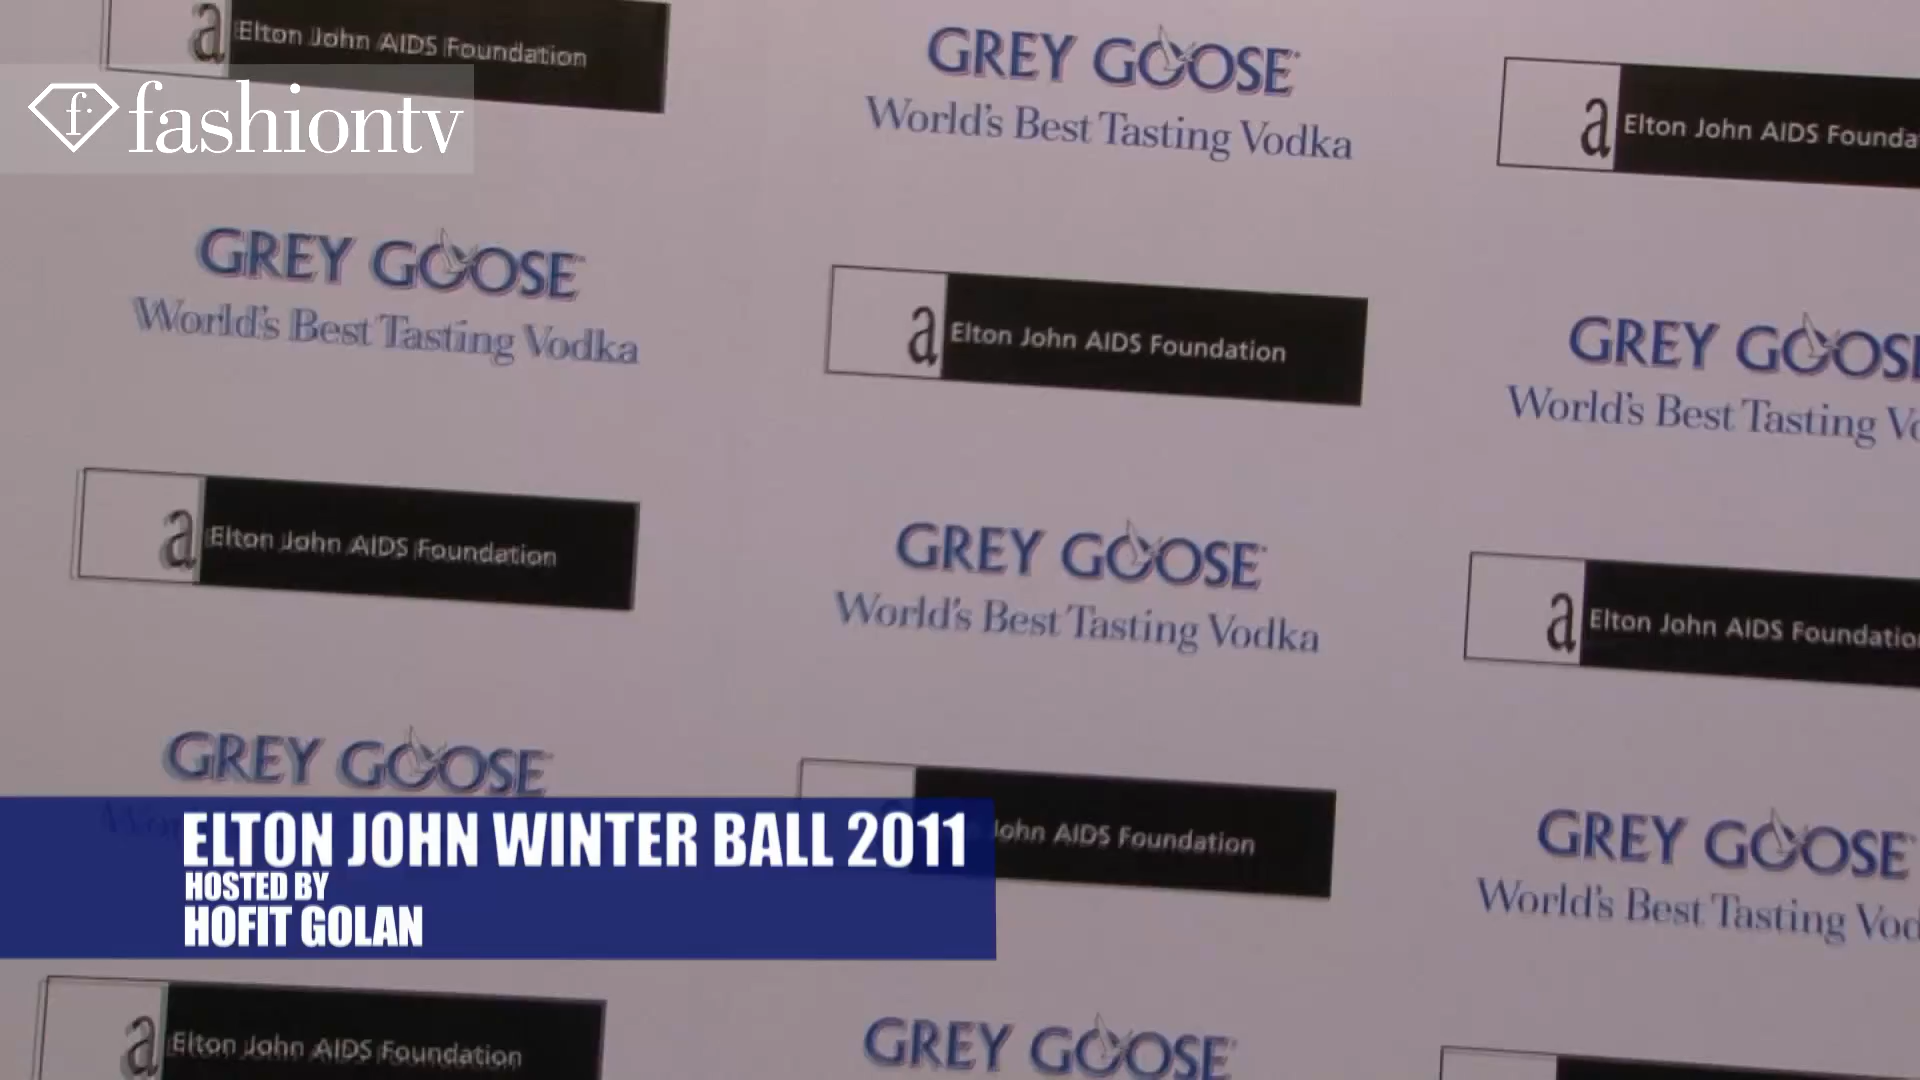 a Elton John AIDS Foundation
GREY GOOSE
World's Best Tasting Vodka
a Elton John AIDS Founda
fashiontv
GREY GOOSE
World's Best Tasting Vodka
a Elton John AIDS Foundation
GREY GOOSE
World's Best Tasting
a Elton John AIDS Foundation
GREY GOOSE
World's Best Tasting Vodka
a Elton John AIDS Foundatio
GREY GOOSE
John AIDS Foundation
GREY GOOSE
World's Best Tasting Vod
ELTON JOHN WINTER BALL 2011
HOSTED BY
HOFIT GOLAN
a Elton John AIDS Foundation
GREY GOOSE